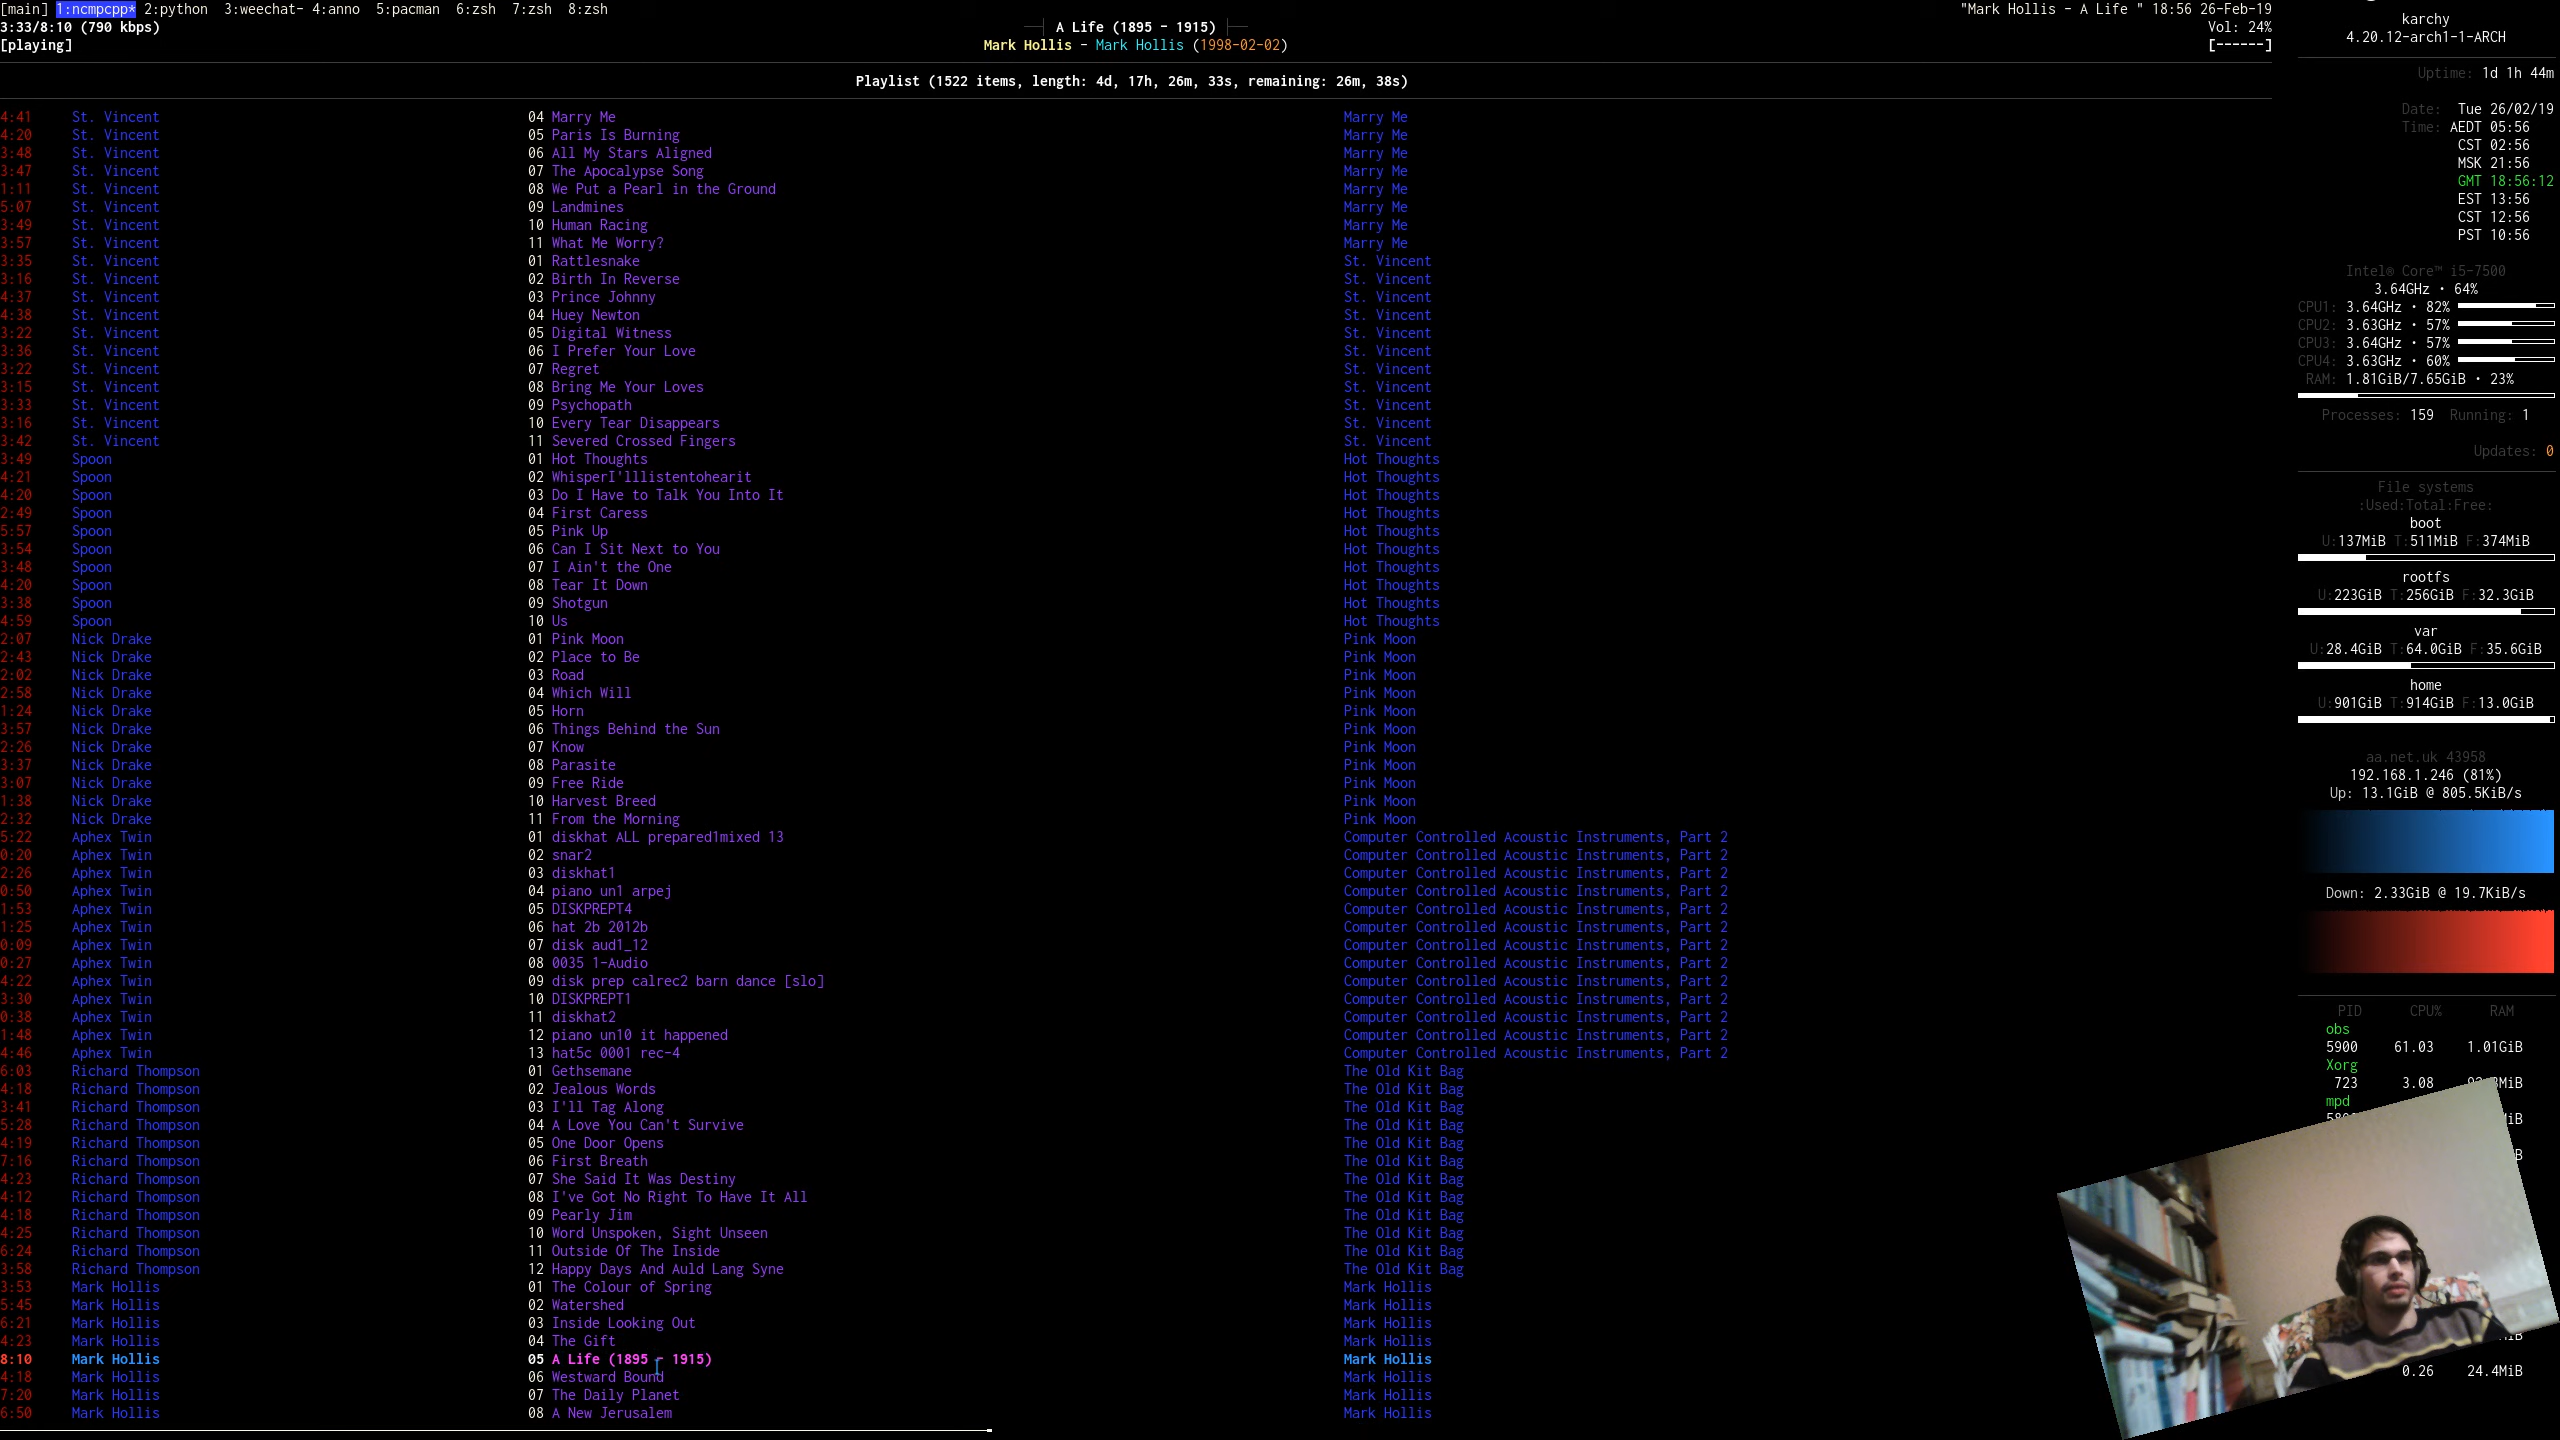 [main] 1:ncmpcpp* 2:python  3:weechat- 4:anno  5:pacman  6:zsh  7:zsh  8:zsh
"Mark Hollis - A Life " 18:56 26-Feb-19
3:33/8:10 (790 kbps)
A Life (1895 - 1915)
Vol: 24%
[playing]
Mark Hollis - Mark Hollis (1998-02-02)
[------]
Playlist (1522 items, length: 4d, 17h, 26m, 33s, remaining: 26m, 38s)
4:41 St. Vincent 04 Marry Me Marry Me
4:20 St. Vincent 05 Paris Is Burning Marry Me
3:48 St. Vincent 06 All My Stars Aligned Marry Me
3:47 St. Vincent 07 The Apocalypse Song Marry Me
1:11 St. Vincent 08 We Put a Pearl in the Ground Marry Me
5:07 St. Vincent 09 Landmines Marry Me
3:49 St. Vincent 10 Human Racing Marry Me
3:57 St. Vincent 11 What Me Worry? Marry Me
3:35 St. Vincent 01 Rattlesnake St. Vincent
3:16 St. Vincent 02 Birth In Reverse St. Vincent
4:37 St. Vincent 03 Prince Johnny St. Vincent
4:38 St. Vincent 04 Huey Newton St. Vincent
3:22 St. Vincent 05 Digital Witness St. Vincent
3:36 St. Vincent 06 I Prefer Your Love St. Vincent
3:22 St. Vincent 07 Regret St. Vincent
3:15 St. Vincent 08 Bring Me Your Loves St. Vincent
3:33 St. Vincent 09 Psychopath St. Vincent
3:16 St. Vincent 10 Every Tear Disappears St. Vincent
3:42 St. Vincent 11 Severed Crossed Fingers St. Vincent
3:49 Spoon 01 Hot Thoughts Hot Thoughts
4:21 Spoon 02 WhisperI'lllistentohearit Hot Thoughts
4:20 Spoon 03 Do I Have to Talk You Into It Hot Thoughts
2:49 Spoon 04 First Caress Hot Thoughts
5:57 Spoon 05 Pink Up Hot Thoughts
3:54 Spoon 06 Can I Sit Next to You Hot Thoughts
3:48 Spoon 07 I Ain't the One Hot Thoughts
4:20 Spoon 08 Tear It Down Hot Thoughts
3:38 Spoon 09 Shotgun Hot Thoughts
4:59 Spoon 10 Us Hot Thoughts
2:07 Nick Drake 01 Pink Moon Pink Moon
2:43 Nick Drake 02 Place to Be Pink Moon
2:02 Nick Drake 03 Road Pink Moon
2:58 Nick Drake 04 Which Will Pink Moon
1:24 Nick Drake 05 Horn Pink Moon
3:57 Nick Drake 06 Things Behind the Sun Pink Moon
2:26 Nick Drake 07 Know Pink Moon
3:37 Nick Drake 08 Parasite Pink Moon
3:07 Nick Drake 09 Free Ride Pink Moon
1:38 Nick Drake 10 Harvest Breed Pink Moon
2:32 Nick Drake 11 From the Morning Pink Moon
5:22 Aphex Twin 01 diskhat ALL prepared1mixed 13 Computer Controlled Acoustic Instruments, Part 2
0:20 Aphex Twin 02 snar2 Computer Controlled Acoustic Instruments, Part 2
2:26 Aphex Twin 03 diskhat1 Computer Controlled Acoustic Instruments, Part 2
0:50 Aphex Twin 04 piano un1 arpej Computer Controlled Acoustic Instruments, Part 2
1:53 Aphex Twin 05 DISKPREPT4 Computer Controlled Acoustic Instruments, Part 2
1:25 Aphex Twin 06 hat 2b 2012b Computer Controlled Acoustic Instruments, Part 2
0:09 Aphex Twin 07 disk aud1_12 Computer Controlled Acoustic Instruments, Part 2
0:27 Aphex Twin 08 0035 1-Audio Computer Controlled Acoustic Instruments, Part 2
4:22 Aphex Twin 09 disk prep calrec2 barn dance [slo] Computer Controlled Acoustic Instruments, Part 2
3:30 Aphex Twin 10 DISKPREPT1 Computer Controlled Acoustic Instruments, Part 2
0:38 Aphex Twin 11 diskhat2 Computer Controlled Acoustic Instruments, Part 2
1:48 Aphex Twin 12 piano un10 it happened Computer Controlled Acoustic Instruments, Part 2
4:46 Aphex Twin 13 hat5c 0001 rec-4 Computer Controlled Acoustic Instruments, Part 2
6:03 Richard Thompson 01 Gethsemane The Old Kit Bag
4:18 Richard Thompson 02 Jealous Words The Old Kit Bag
3:41 Richard Thompson 03 I'll Tag Along The Old Kit Bag
5:28 Richard Thompson 04 A Love You Can't Survive The Old Kit Bag
4:19 Richard Thompson 05 One Door Opens The Old Kit Bag
7:16 Richard Thompson 06 First Breath The Old Kit Bag
4:23 Richard Thompson 07 She Said It Was Destiny The Old Kit Bag
4:12 Richard Thompson 08 I've Got No Right To Have It All The Old Kit Bag
4:18 Richard Thompson 09 Pearly Jim The Old Kit Bag
4:25 Richard Thompson 10 Word Unspoken, Sight Unseen The Old Kit Bag
6:24 Richard Thompson 11 Outside Of The Inside The Old Kit Bag
3:58 Richard Thompson 12 Happy Days And Auld Lang Syne The Old Kit Bag
3:53 Mark Hollis 01 The Colour of Spring Mark Hollis
5:45 Mark Hollis 02 Watershed Mark Hollis
6:21 Mark Hollis 03 Inside Looking Out Mark Hollis
4:23 Mark Hollis 04 The Gift Mark Hollis
8:10 Mark Hollis 05 A Life (1895 - 1915) Mark Hollis
4:18 Mark Hollis 06 Westward Bound Mark Hollis
7:20 Mark Hollis 07 The Daily Planet Mark Hollis
6:50 Mark Hollis 08 A New Jerusalem Mark Hollis
karchy
4.20.12-arch1-1-ARCH
Uptime: 1d 1h 44m
Date: Tue 26/02/19
Time: AEDT 05:56
CST 02:56
MSK 21:56
GMT 18:56:12
EST 13:56
CST 12:56
PST 10:56
Intel® Core™ i5-7500
3.64GHz • 64%
CPU1: 3.64GHz • 82%
CPU2: 3.63GHz • 57%
CPU3: 3.64GHz • 57%
CPU4: 3.63GHz • 60%
RAM: 1.81GiB/7.65GiB • 23%
Processes: 159  Running: 1
Updates: 0
File systems
:Used:Total:Free:
boot
U:137MiB T:511MiB F:374MiB
rootfs
U:223GiB T:256GiB F:32.3GiB
var
U:28.4GiB T:64.0GiB F:35.6GiB
home
U:901GiB T:914GiB F:13.0GiB
aa.net.uk 43958
192.168.1.246 (81%)
Up: 13.1GiB @ 805.5KiB/s
Down: 2.33GiB @ 19.7KiB/s
PID CPU% RAM
obs
5900 61.03 1.01GiB
Xorg
723 3.08
mpd
0.26 24.4MiB